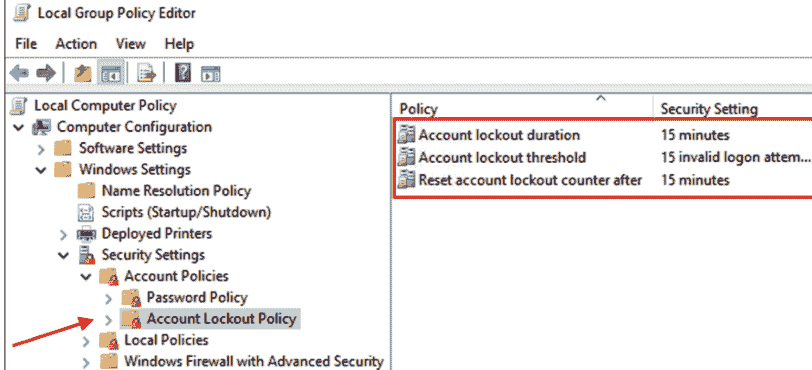 Local Group Policy Editor
File Action View Help
Local Computer Policy
Computer Configuration
Software Settings
Windows Settings
Name Resolution Policy
Scripts (Startup/Shutdown)
Deployed Printers
Security Settings
Account Policies
Password Policy
Account Lockout Policy
Local Policies
Windows Firewall with Advanced Security
Policy Security Setting
Account lockout duration 15 minutes
Account lockout threshold 15 invalid logon attem...
Reset account lockout counter after 15 minutes